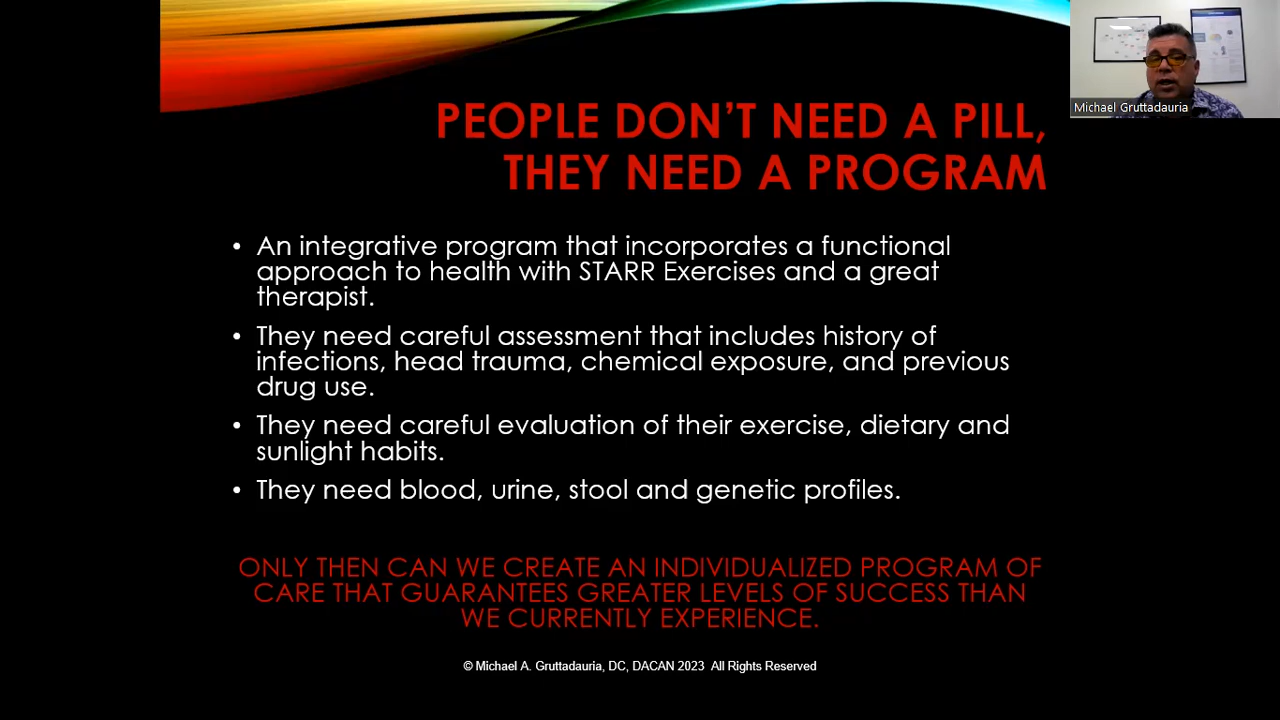 PEOPLE DON’T NEED A PILL,
THEY NEED A PROGRAM
Michael Gruttadauria
• An integrative program that incorporates a functional
approach to health with STARR Exercises and a great
therapist.
• They need careful assessment that includes history of
infections, head trauma, chemical exposure, and previous
drug use.
• They need careful evaluation of their exercise, dietary and
sunlight habits.
• They need blood, urine, stool and genetic profiles.
ONLY THEN CAN WE CREATE AN INDIVIDUALIZED PROGRAM OF
CARE THAT GUARANTEES GREATER LEVELS OF SUCCESS THAN
WE CURRENTLY EXPERIENCE.
© Michael A. Gruttadauria, DC, DACAN 2023 All Rights Reserved